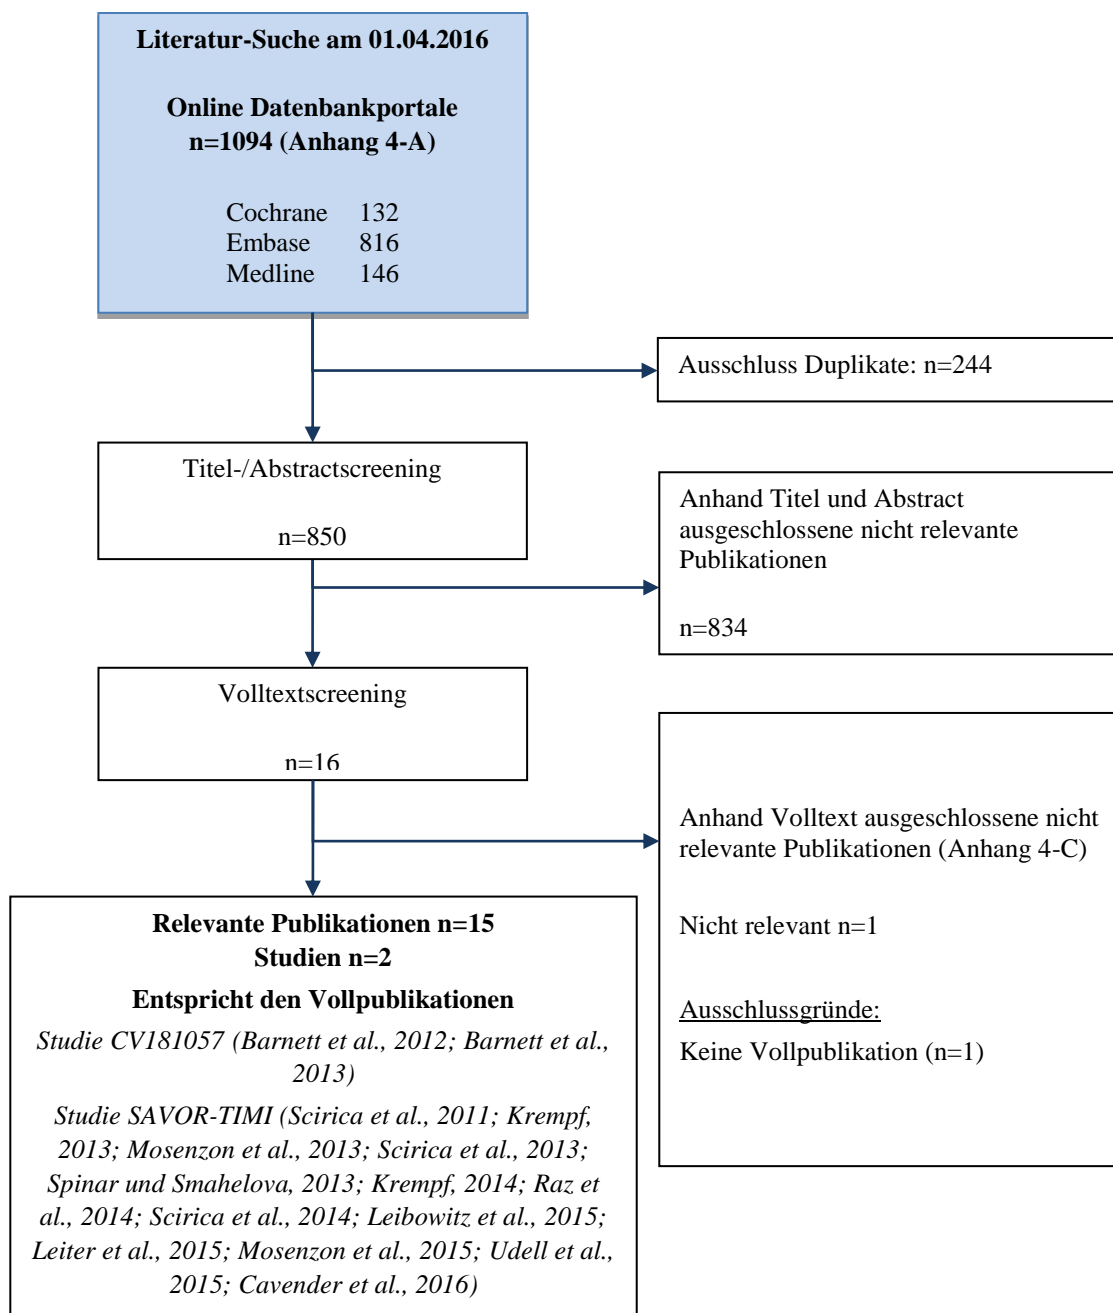 Literatur-Suche am 01.04.2016
Online Datenbankportale
n=1094 (Anhang 4-A)
Cochrane 132
Embase 816
Medline 146
Ausschluss Duplikate: n=244
Titel-/Abstractscreening
n=850
Anhand Titel und Abstract
ausgeschlossene nicht relevante
Publikationen
n=834
Volltextscreening
n=16
Anhand Volltext ausgeschlossene nicht
relevante Publikationen (Anhang 4-C)
Nicht relevant n=1
Ausschlussgründe:
Keine Vollpublikation (n=1)
Relevante Publikationen n=15
Studien n=2
Entspricht den Vollpublikationen
Studie CV181057 (Barnett et al., 2012; Barnett et al.,
2013)
Studie SAVOR-TIMI (Scirica et al., 2011; Krempf,
2013; Mosenzon et al., 2013; Scirica et al., 2013;
Spinar und Smahelova, 2013; Krempf, 2014; Raz et
al., 2014; Scirica et al., 2014; Leibowitz et al., 2015;
Leiter et al., 2015; Mosenzon et al., 2015; Udell et al.,
2015; Cavender et al., 2016)